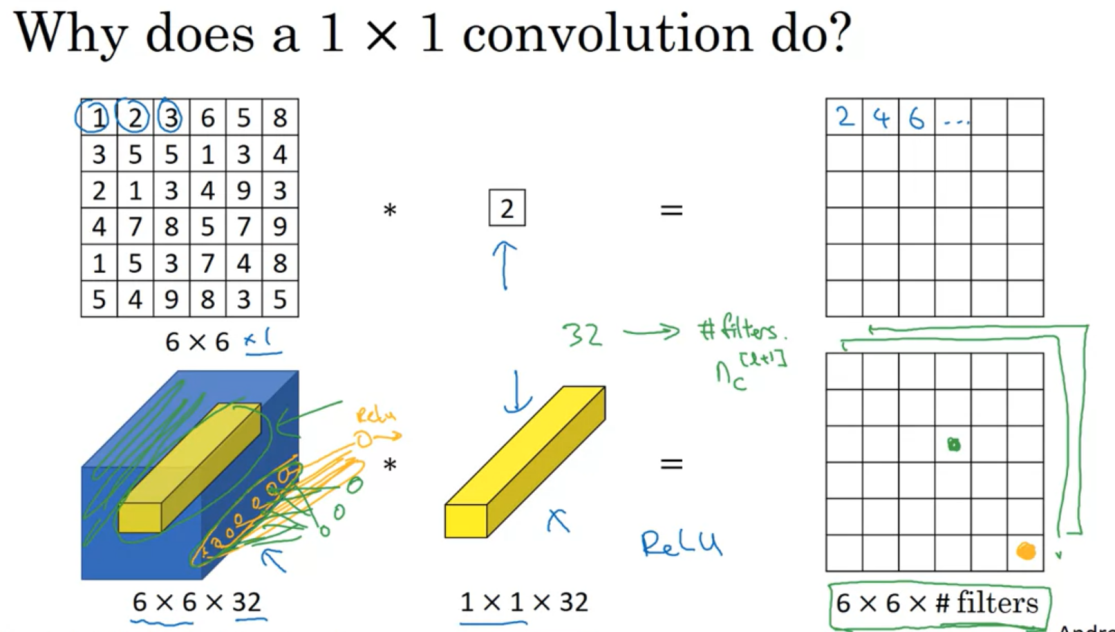 Why does a 1 × 1 convolution do?
1 2 3 6 5 8
3 5 5 1 3 4
2 1 3 4 9 3
4 7 8 5 7 9
1 5 3 7 4 8
5 4 9 8 3 5
6 × 6 × 1
*
2
=
2 4 6 ...
32 → # filters.
n_c^[l+1]
ReLU
*
=
ReLU
6 × 6 × 32
1 × 1 × 32
6 × 6 × # filters